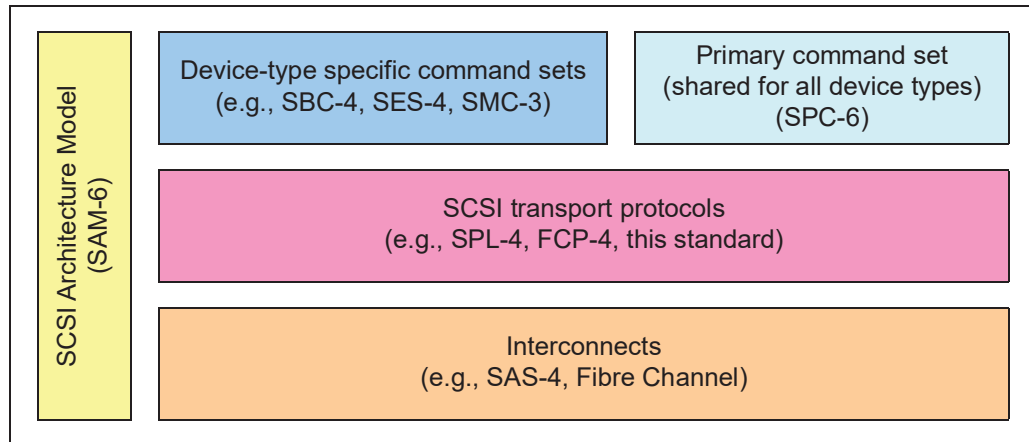 SCSI Architecture Model
(SAM-6)
Device-type specific command sets
(e.g., SBC-4, SES-4, SMC-3)
Primary command set
(shared for all device types)
(SPC-6)
SCSI transport protocols
(e.g., SPL-4, FCP-4, this standard)
Interconnects
(e.g., SAS-4, Fibre Channel)